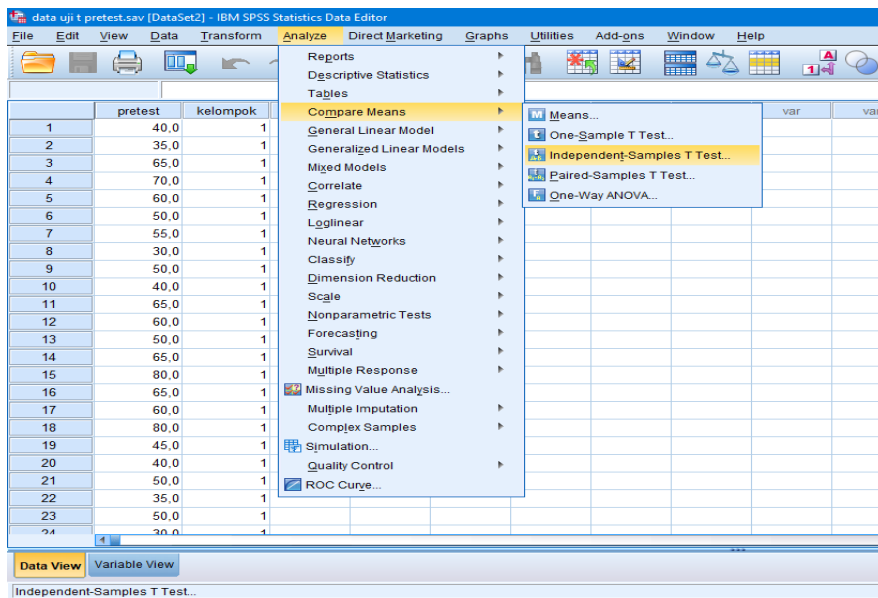 data uji t pretest.sav [DataSet2] - IBM SPSS Statistics Data Editor
File Edit View Data Transform Analyze Direct Marketing Graphs Utilities Add-ons Window Help
Reports
Descriptive Statistics
Tables
Compare Means
General Linear Model
Generalized Linear Models
Mixed Models
Correlate
Regression
Loglinear
Neural Networks
Classify
Dimension Reduction
Scale
Nonparametric Tests
Forecasting
Survival
Multiple Response
Missing Value Analysis...
Multiple Imputation
Complex Samples
Simulation...
Quality Control
ROC Curve...
Means...
One-Sample T Test...
Independent-Samples T Test...
Paired-Samples T Test...
One-Way ANOVA...
pretest kelompok var va
1 40,0 1
2 35,0 1
3 65,0 1
4 70,0 1
5 60,0 1
6 50,0 1
7 55,0 1
8 30,0 1
9 50,0 1
10 40,0 1
11 65,0 1
12 60,0 1
13 50,0 1
14 65,0 1
15 80,0 1
16 65,0 1
17 60,0 1
18 80,0 1
19 45,0 1
20 40,0 1
21 50,0 1
22 35,0 1
23 50,0 1
24 30,0 1
Data View Variable View
Independent-Samples T Test...